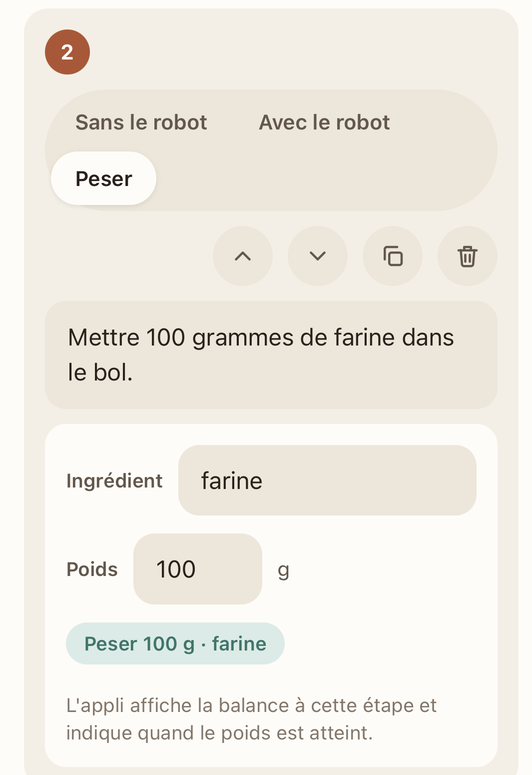 2
Sans le robot
Avec le robot
Peser
Mettre 100 grammes de farine dans
le bol.
Ingrédient
farine
Poids
100
g
Peser 100 g · farine
L'appli affiche la balance à cette étape et
indique quand le poids est atteint.